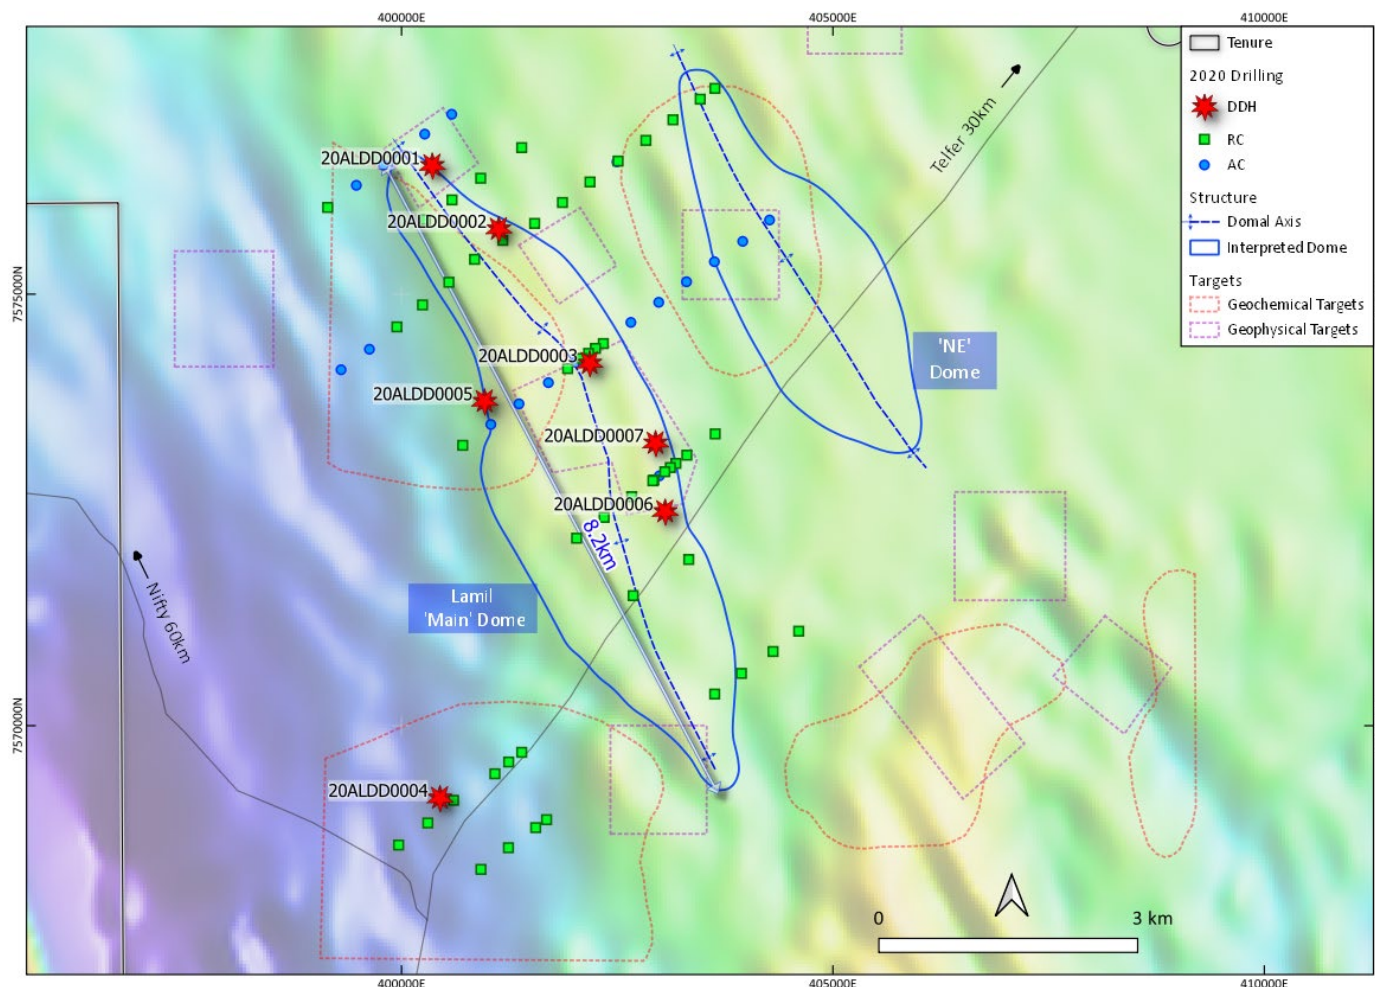 400000E
405000E
410000E
Tenure
2020 Drilling
DDH
RC
AC
Structure
Domal Axis
Interpreted Dome
Targets
Geochemical Targets
Geophysical Targets
Telfer 30km
20ALDD0001
20ALDD0002
7575000N
20ALDD0003
'NE'
Dome
20ALDD0005
20ALDD0007
20ALDD0006
8.2km
Nifty 60km
Lamil
'Main' Dome
7570000N
20ALDD0004
0
3 km
400000E
405000E
410000E